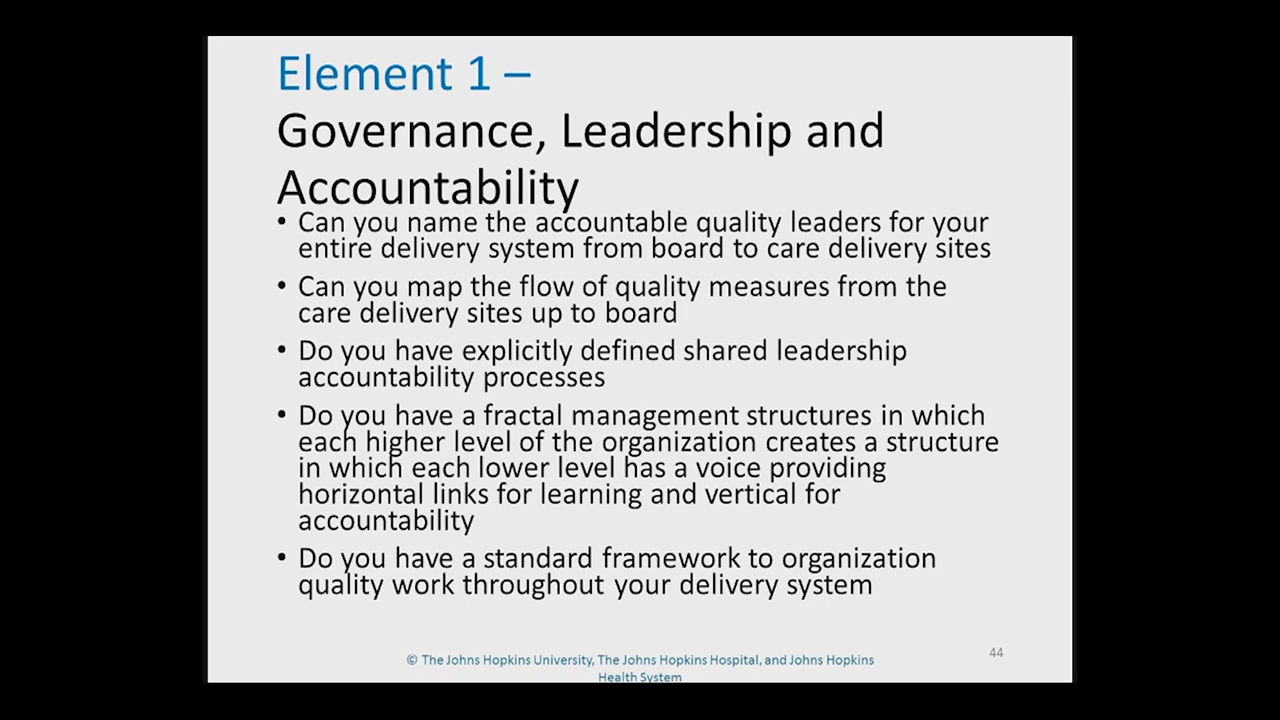 Element 1 –
Governance, Leadership and
Accountability
• Can you name the accountable quality leaders for your
entire delivery system from board to care delivery sites
• Can you map the flow of quality measures from the
care delivery sites up to board
• Do you have explicitly defined shared leadership
accountability processes
• Do you have a fractal management structures in which
each higher level of the organization creates a structure
in which each lower level has a voice providing
horizontal links for learning and vertical for
accountability
• Do you have a standard framework to organization
quality work throughout your delivery system
44
© The Johns Hopkins University, The Johns Hopkins Hospital, and Johns Hopkins
Health System